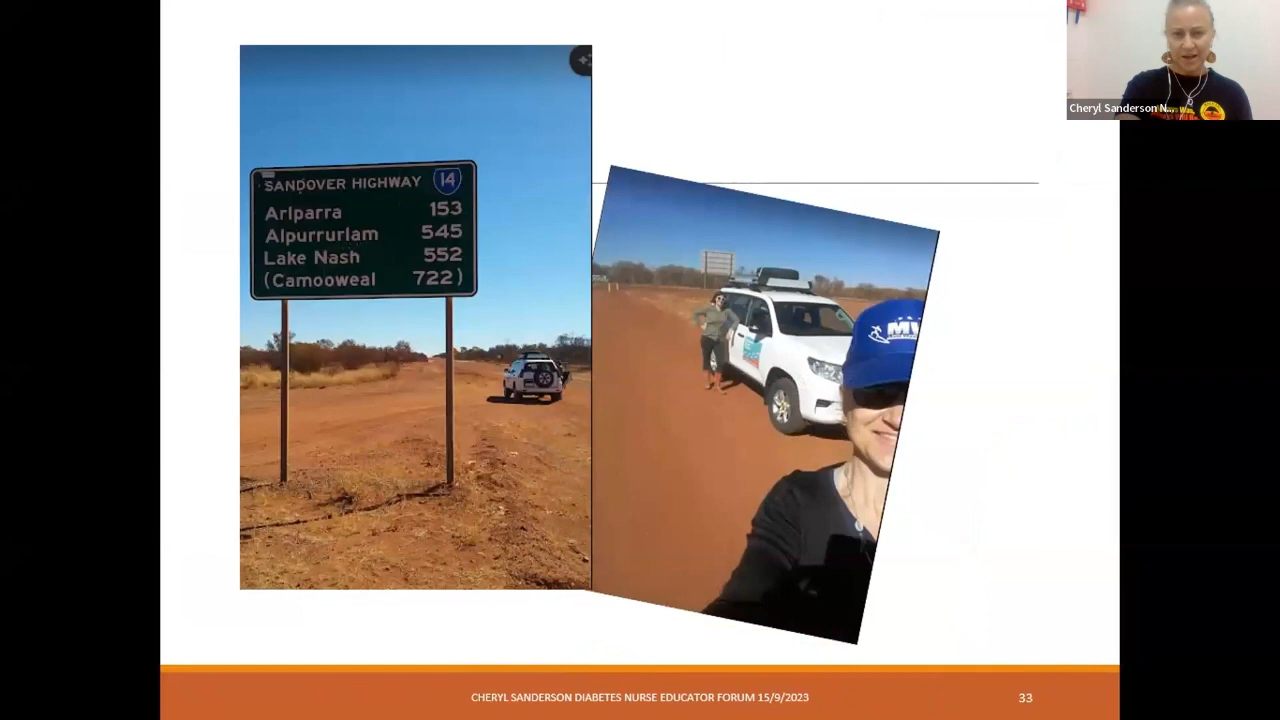 SANDOVER HIGHWAY 14
Arlparra 153
Alpurrurlam 545
Lake Nash 552
(Camooweal 722)
Cheryl Sanderson N...
CHERYL SANDERSON DIABETES NURSE EDUCATOR FORUM 15/9/2023
33